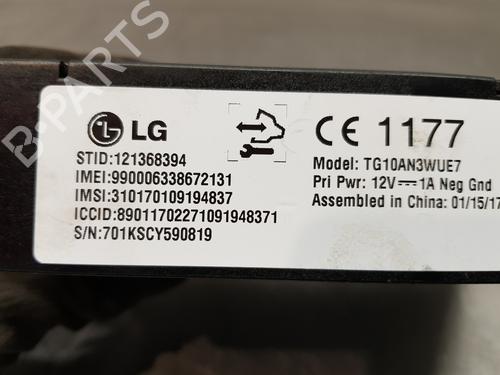 B-PARTS
LG
STID:121368394
IMEI:990006338672131
IMSI:310170109194837
ICCID:89011702271091948371
S/N:701KSCY590819
CE 1177
Model: TG10AN3WUE7
Pri Pwr: 12V⎓1A Neg Gnd
Assembled in China: 01/15/17